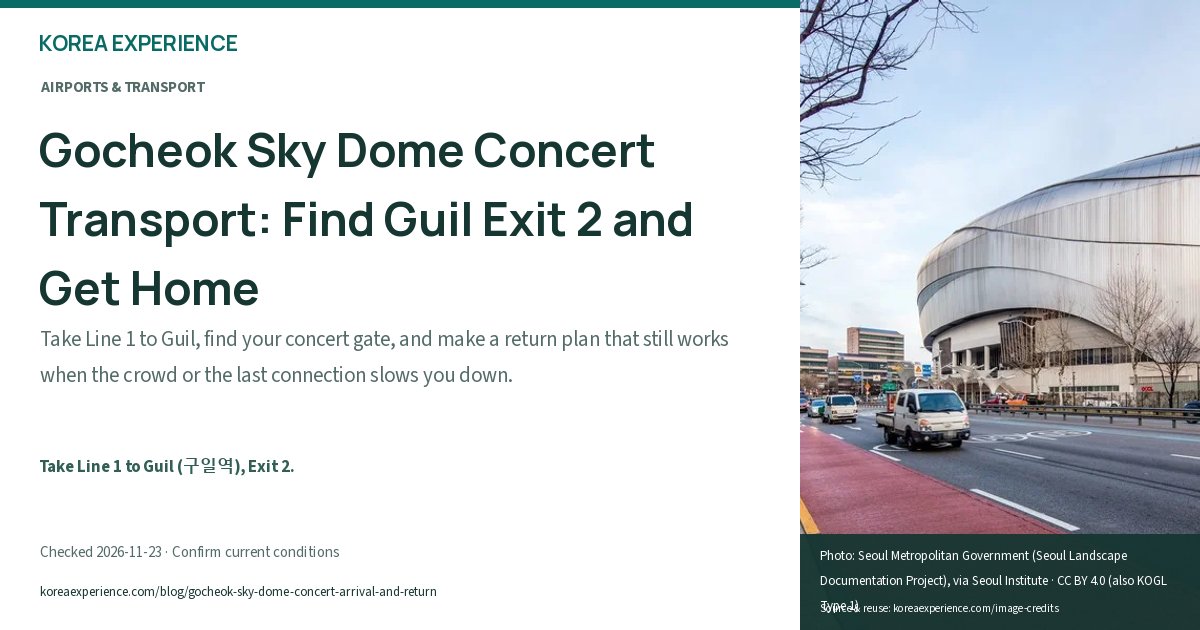 KOREA EXPERIENCE
AIRPORTS & TRANSPORT
Gocheok Sky Dome Concert
Transport: Find Guil Exit 2 and
Get Home
Take Line 1 to Guil, find your concert gate, and make a return plan that still works
when the crowd or the last connection slows you down.
Take Line 1 to Guil (구일역), Exit 2.
Checked 2026-11-23 · Confirm current conditions
koreaexperience.com/blog/gocheok-sky-dome-concert-arrival-and-return
Photo: Seoul Metropolitan Government (Seoul Landscape
Documentation Project), via Seoul Institute · CC BY 4.0 (also KOGL
Type 1)
Source & reuse: koreaexperience.com/image-credits